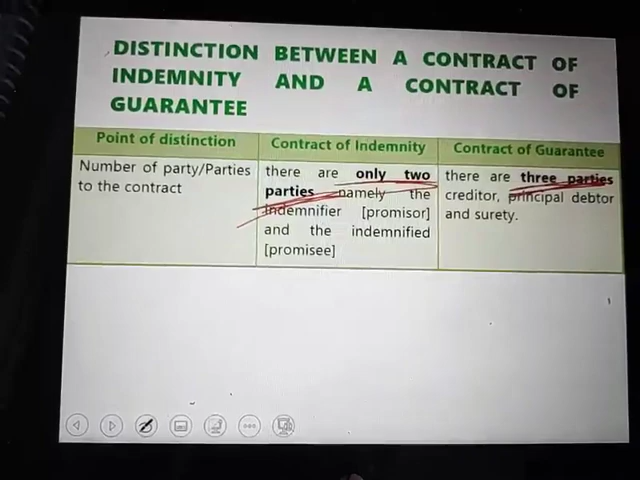 DISTINCTION BETWEEN A CONTRACT OF
INDEMNITY AND A CONTRACT OF
GUARANTEE
Point of distinction
Contract of Indemnity
Contract of Guarantee
Number of party/Parties
to the contract
there are only two
parties namely the
indemnifier [promisor]
and the indemnified
[promisee]
there are three parties
creditor, principal debtor
and surety.